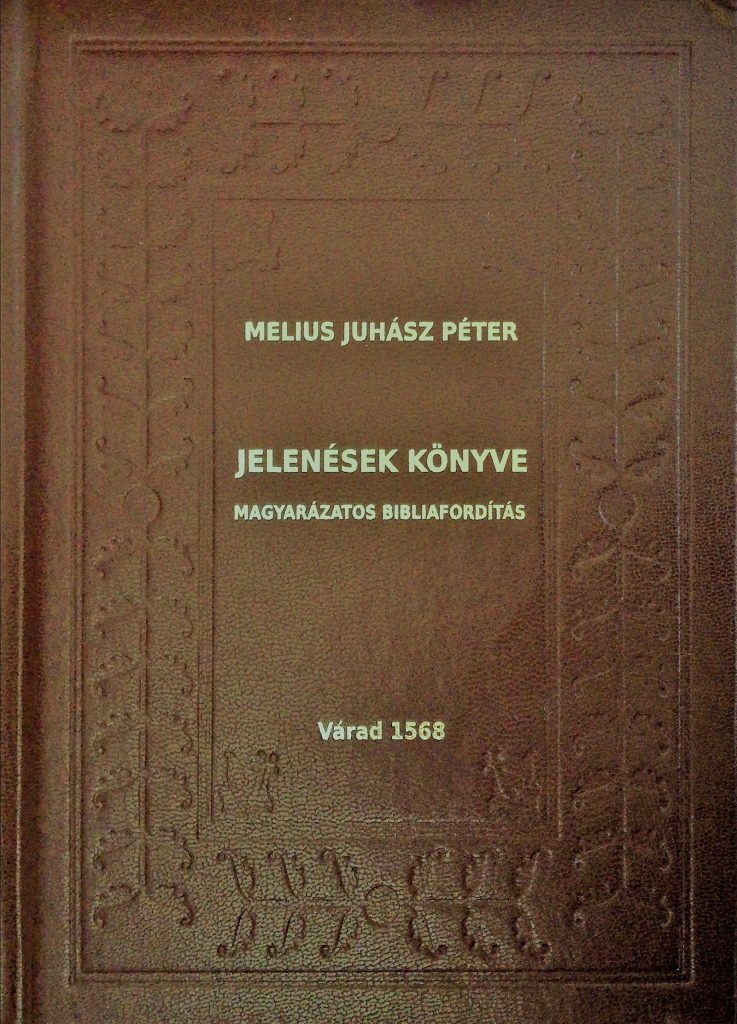 MELIUS JUHÁSZ PÉTER
JELENÉSEK KÖNYVE
MAGYARÁZATOS BIBLIAFORDÍTÁS
Várad 1568